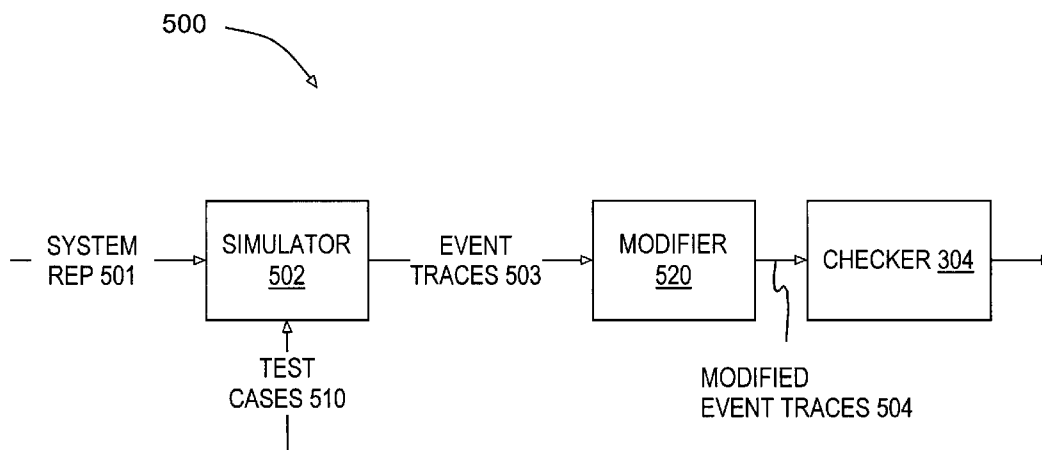 500
SYSTEM
REP 501
SIMULATOR
502
EVENT
TRACES 503
MODIFIER
520
CHECKER 304
TEST
CASES 510
MODIFIED
EVENT TRACES 504